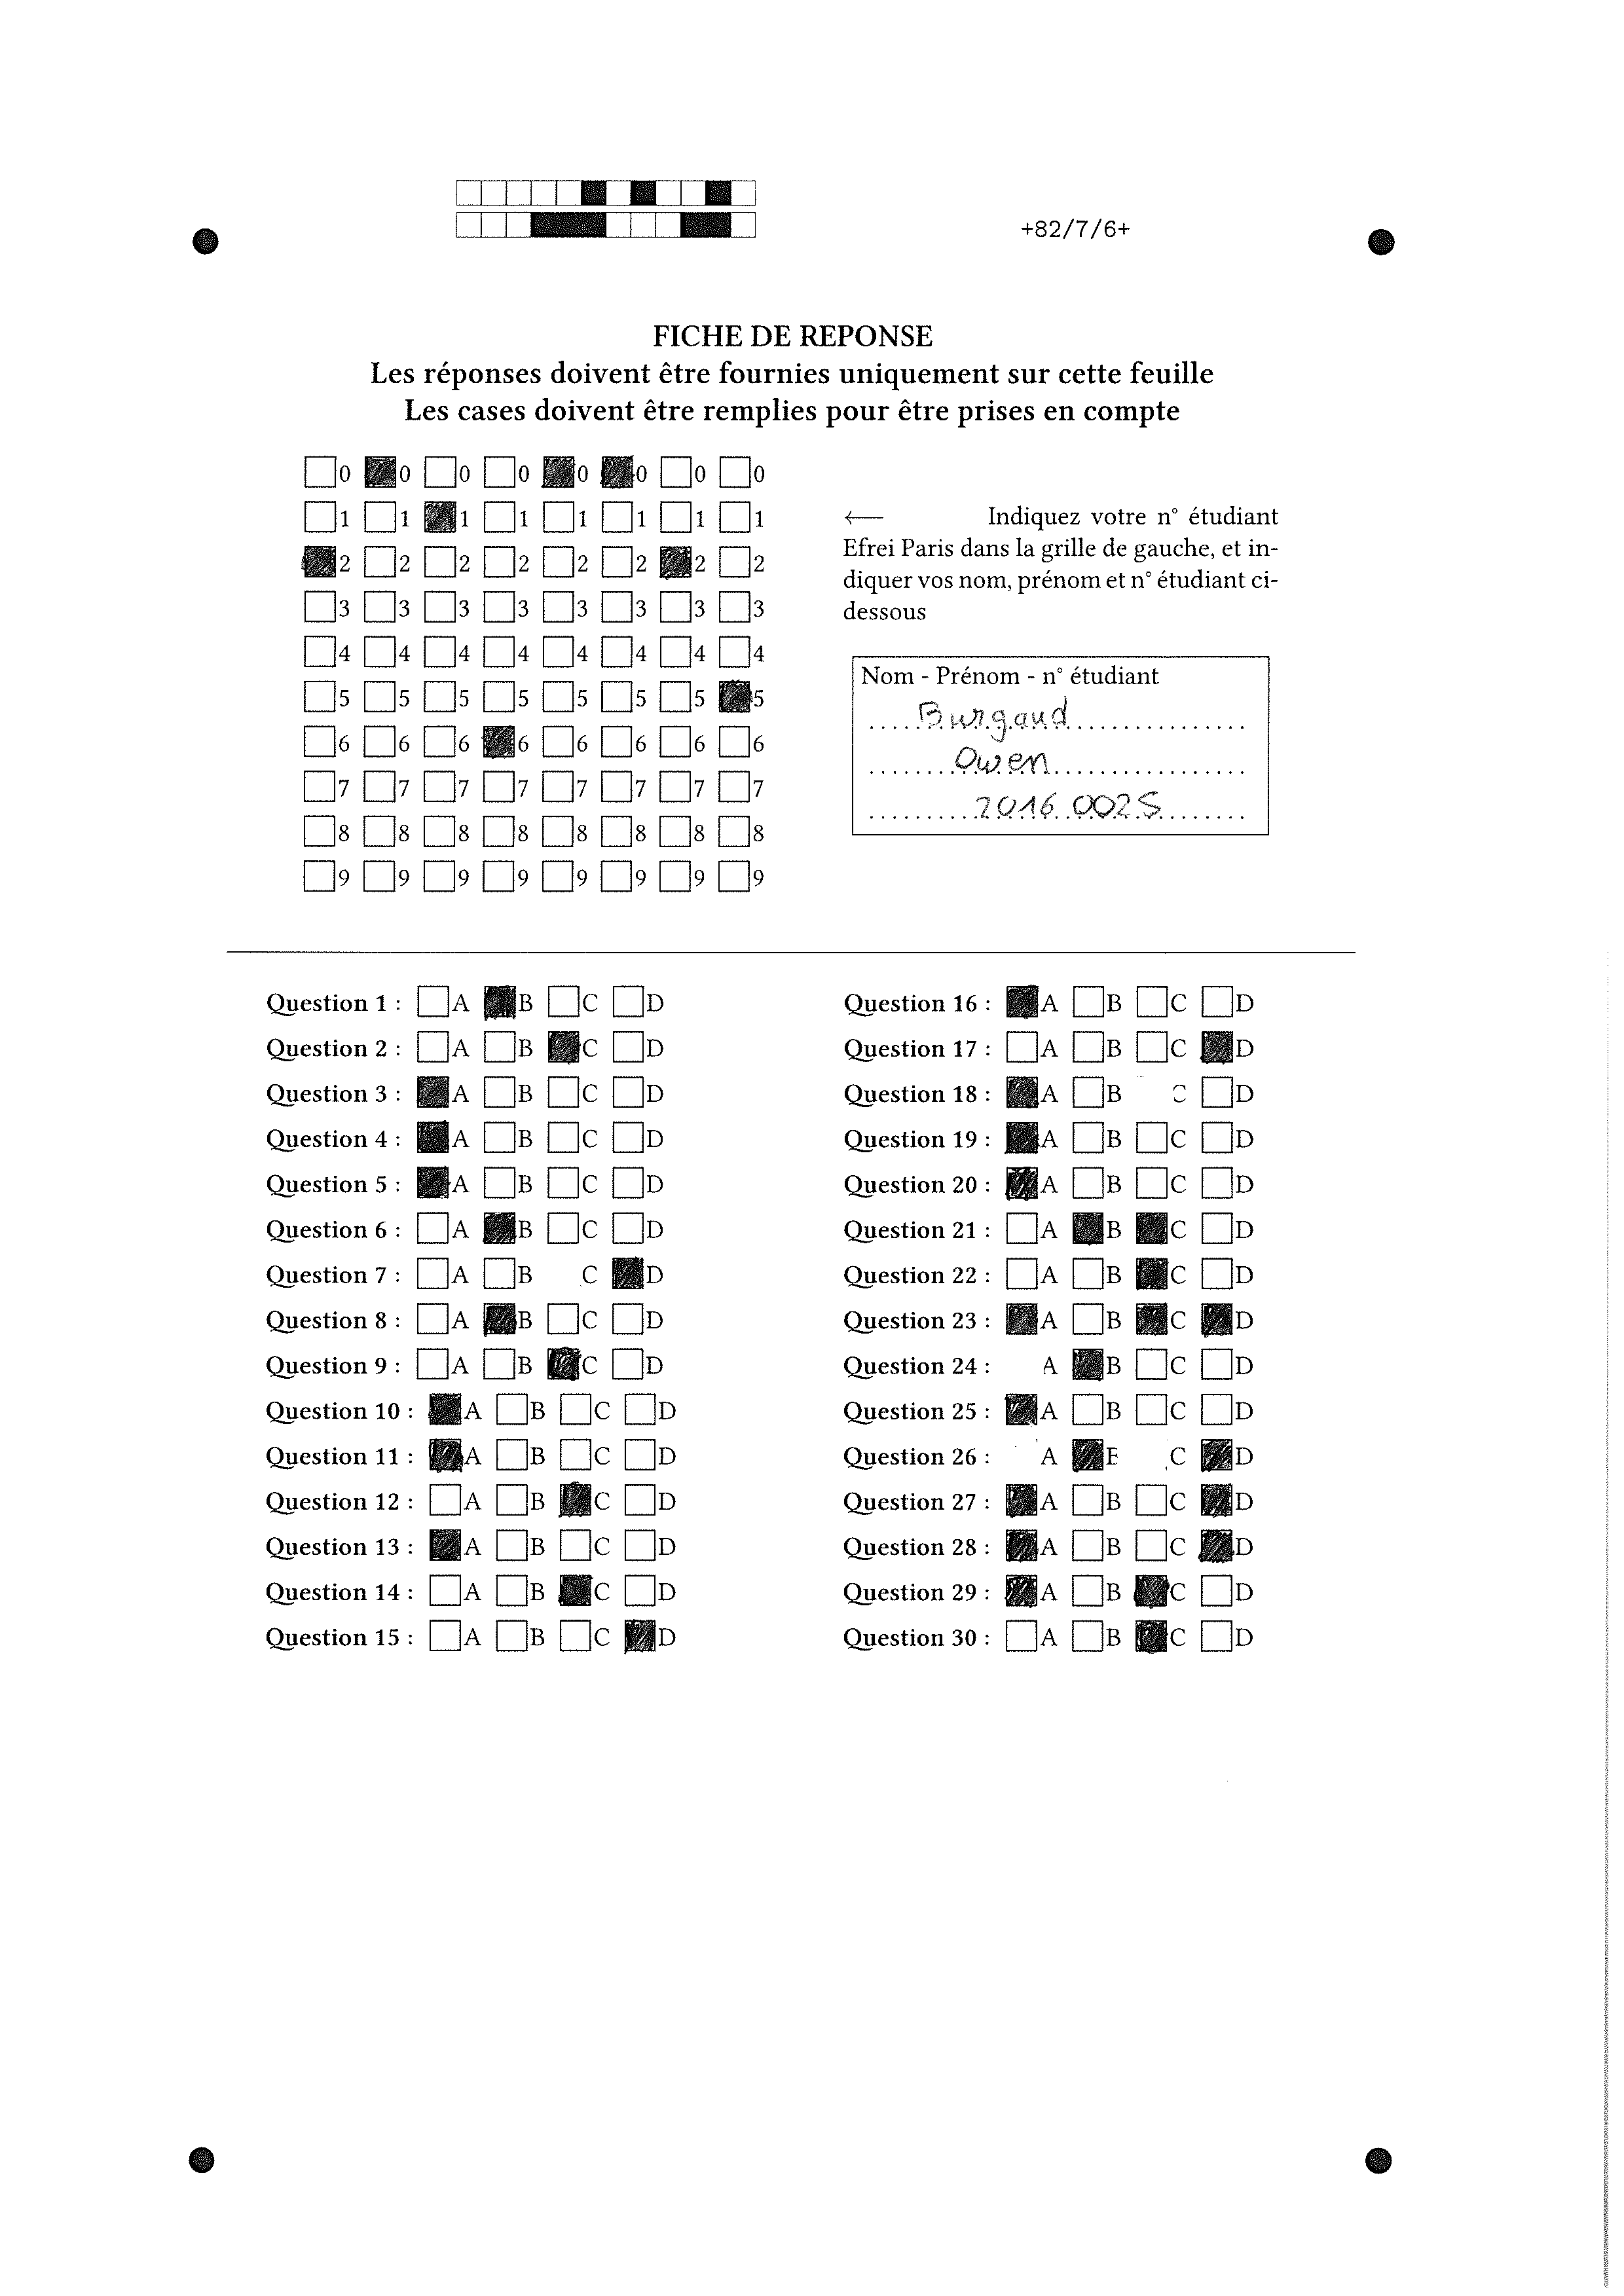 +82/7/6+
FICHE DE REPONSE
Les réponses doivent être fournies uniquement sur cette feuille
Les cases doivent être remplies pour être prises en compte
0 0 0 0 0 0 0 0
1 1 1 1 1 1 1 1
2 2 2 2 2 2 2 2
3 3 3 3 3 3 3 3
4 4 4 4 4 4 4 4
5 5 5 5 5 5 5 5
6 6 6 6 6 6 6 6
7 7 7 7 7 7 7 7
8 8 8 8 8 8 8 8
9 9 9 9 9 9 9 9
← Indiquez votre n° étudiant
Efrei Paris dans la grille de gauche, et in-
diquer vos nom, prénom et n° étudiant ci-
dessous
Nom - Prénom - n° étudiant
Burgaud
Owen
2016 0025
Question 1 : A B C D
Question 2 : A B C D
Question 3 : A B C D
Question 4 : A B C D
Question 5 : A B C D
Question 6 : A B C D
Question 7 : A B C D
Question 8 : A B C D
Question 9 : A B C D
Question 10 : A B C D
Question 11 : A B C D
Question 12 : A B C D
Question 13 : A B C D
Question 14 : A B C D
Question 15 : A B C D
Question 16 : A B C D
Question 17 : A B C D
Question 18 : A B C D
Question 19 : A B C D
Question 20 : A B C D
Question 21 : A B C D
Question 22 : A B C D
Question 23 : A B C D
Question 24 : A B C D
Question 25 : A B C D
Question 26 : A B C D
Question 27 : A B C D
Question 28 : A B C D
Question 29 : A B C D
Question 30 : A B C D